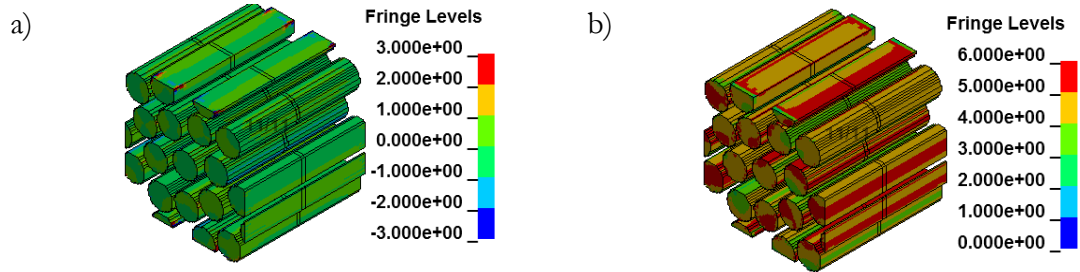 a)
Fringe Levels
3.000e+00
2.000e+00
1.000e+00
0.000e+00
-1.000e+00
-2.000e+00
-3.000e+00
b)
Fringe Levels
6.000e+00
5.000e+00
4.000e+00
3.000e+00
2.000e+00
1.000e+00
0.000e+00